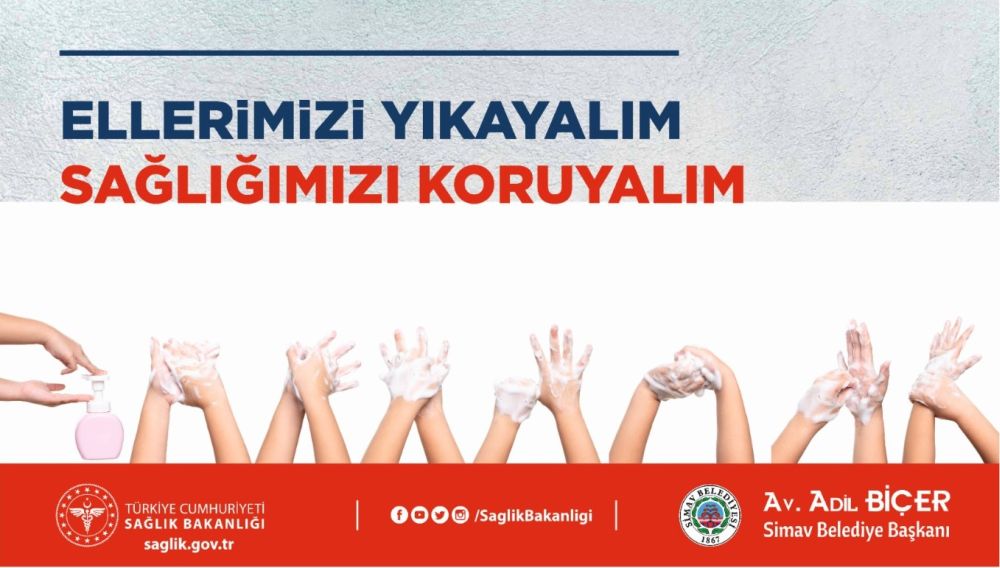 ELLERİMİZİ YIKAYALIM
SAĞLIĞIMIZI KORUYALIM
TÜRKİYE CUMHURİYETİ
SAĞLIK BAKANLIĞI
saglik.gov.tr
/SaglikBakanligi
SİMAV BELEDİYESİ
1867
Av. Adil BİÇER
Simav Belediye Başkanı